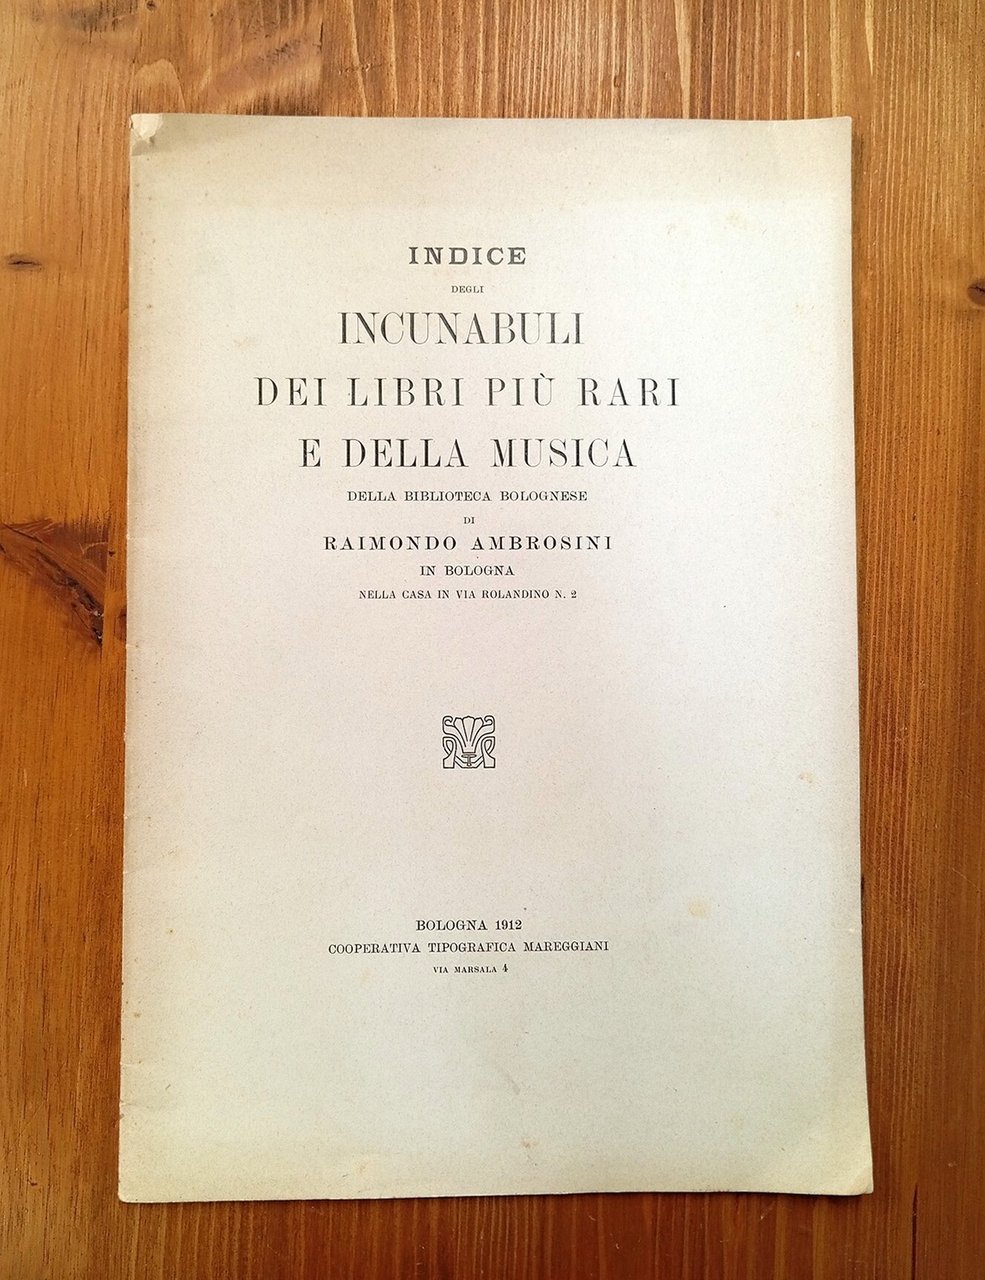 INDICE
DEGLI
INCUNABULI
DEI LIBRI PIÙ RARI
E DELLA MUSICA
DELLA BIBLIOTECA BOLOGNESE
DI
RAIMONDO AMBROSINI
IN BOLOGNA
NELLA CASA IN VIA ROLANDINO N. 2
BOLOGNA 1912
COOPERATIVA TIPOGRAFICA MAREGGIANI
VIA MARSALA 4